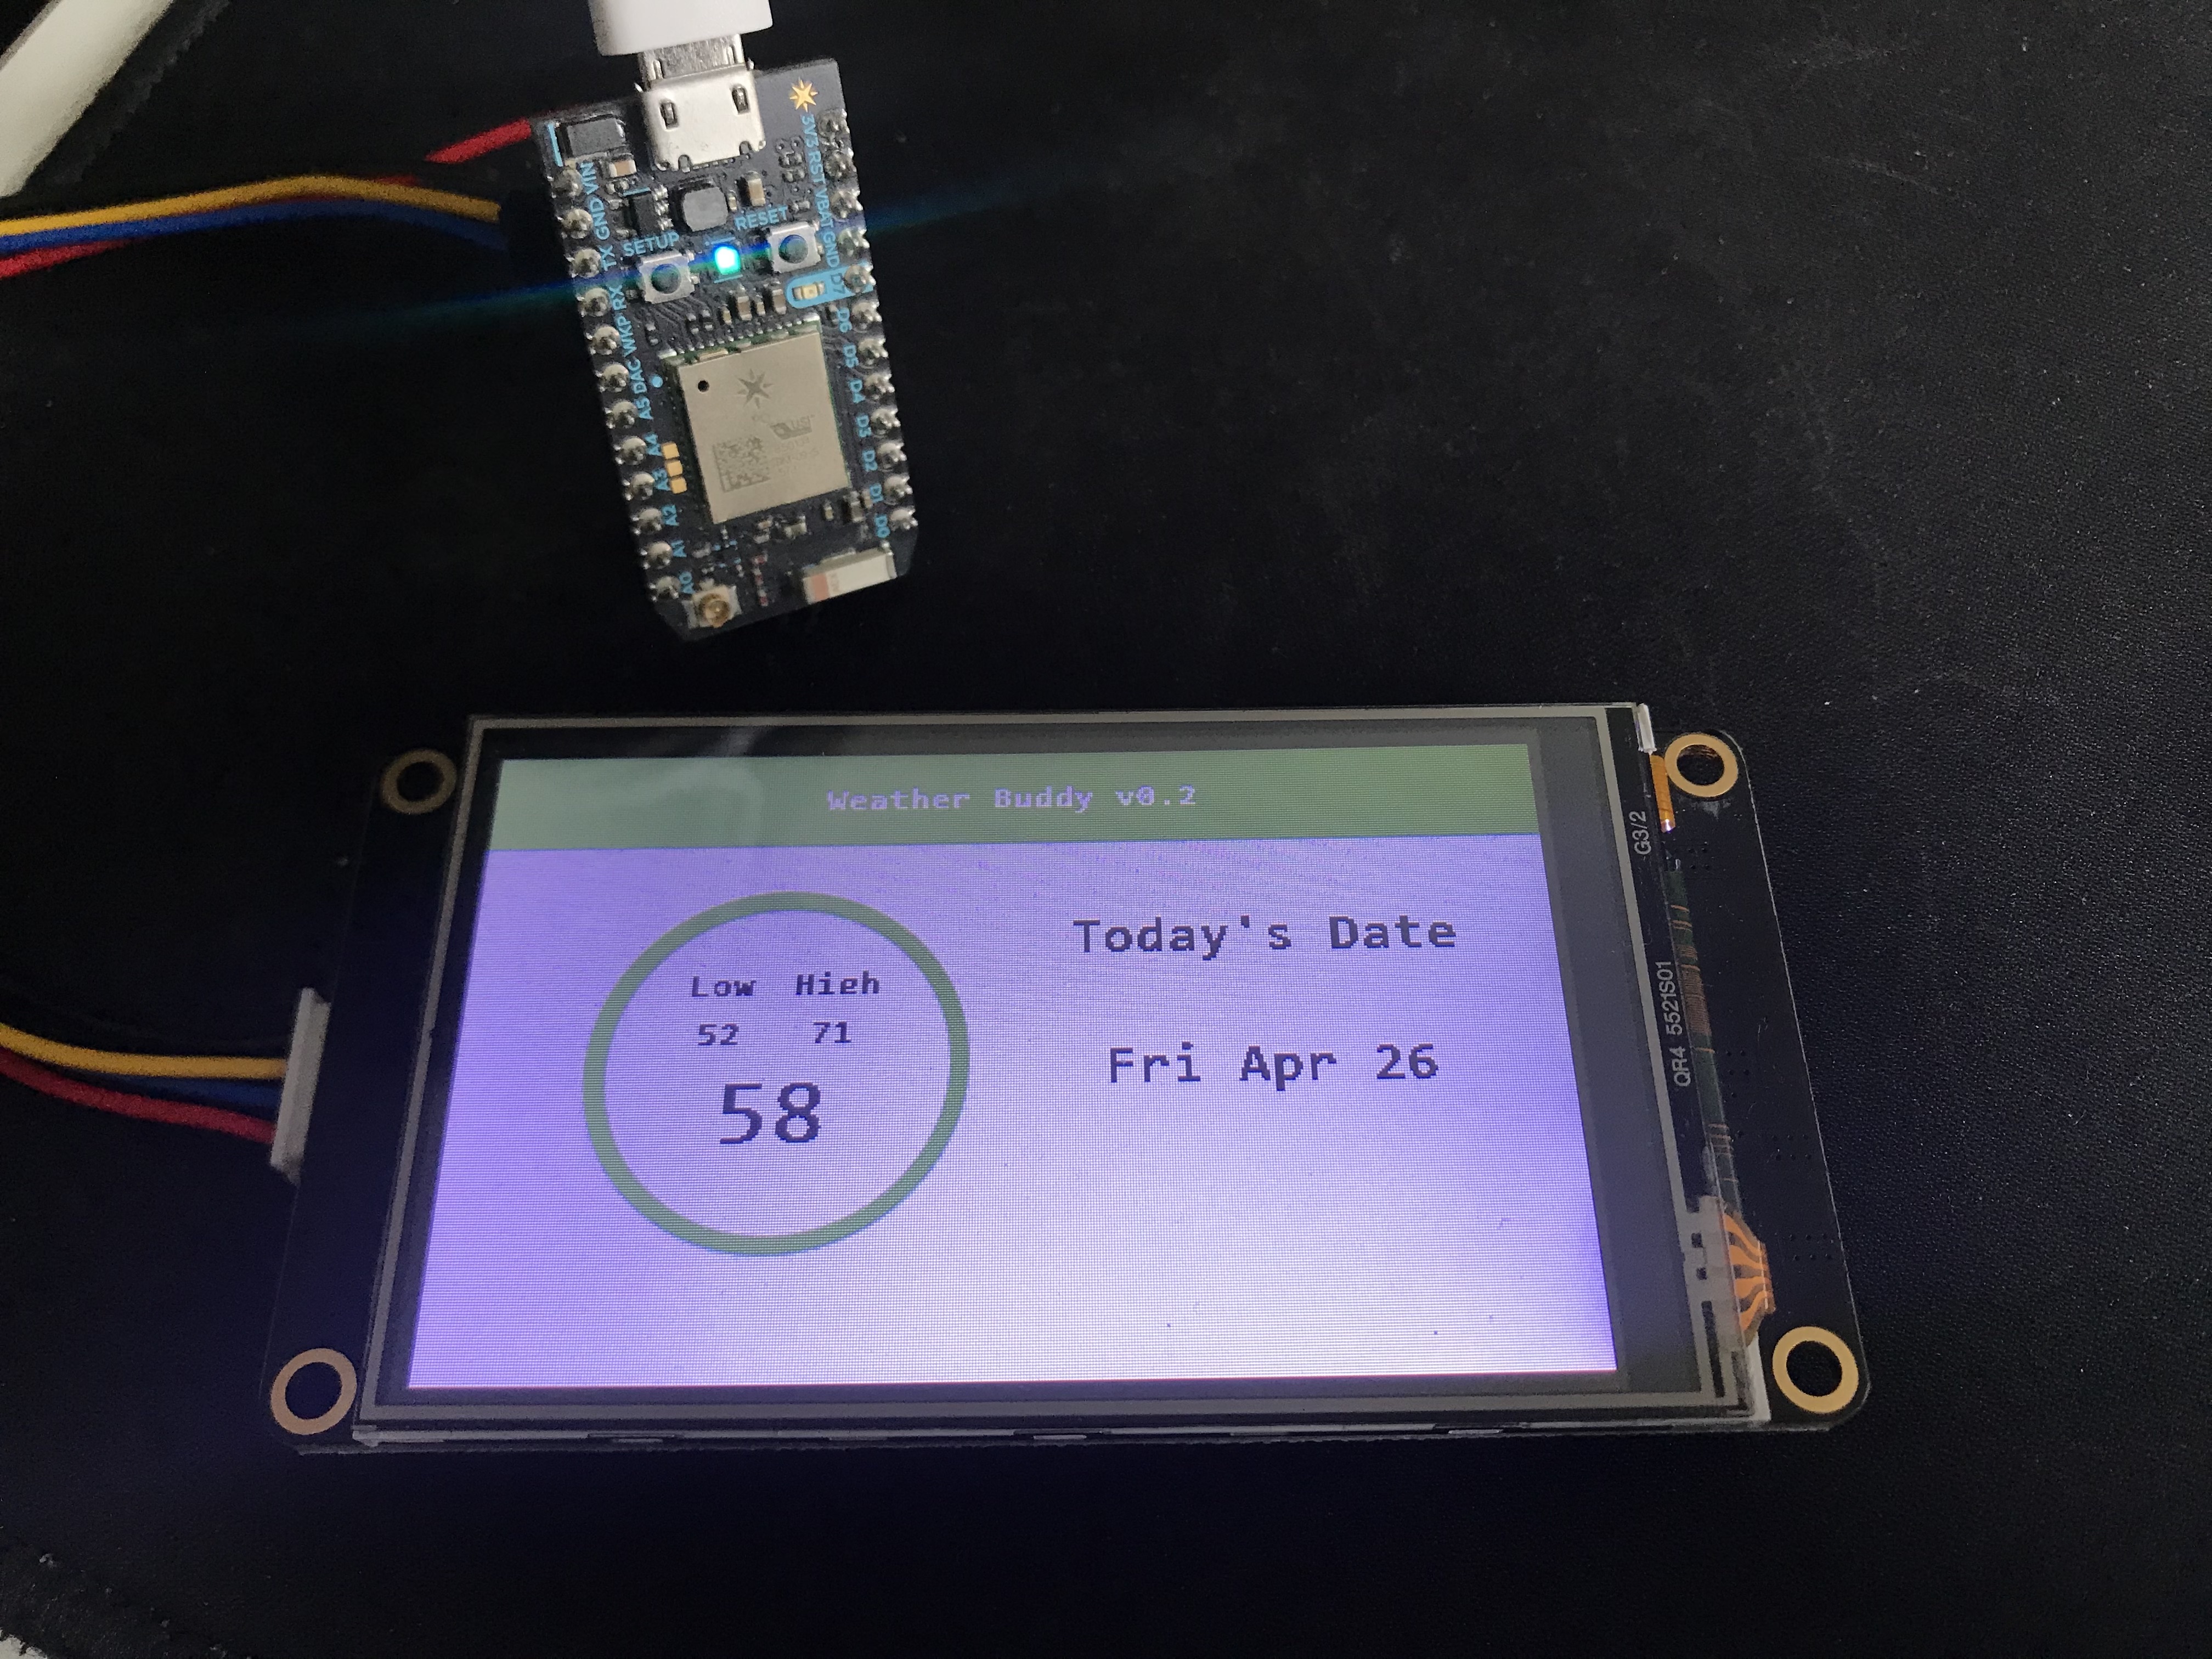 SETUP
RESET
VIN
GND
TX
RX
WKP
DAC
A5
A4
A3
A2
A1
A0
3V3
RST
VBAT
GND
D7
D6
D5
D4
D3
D2
D1
D0
Weather Buddy v0.2
Low High
52 71
58
Today's Date
Fri Apr 26
G3/2
QR4 5521S01